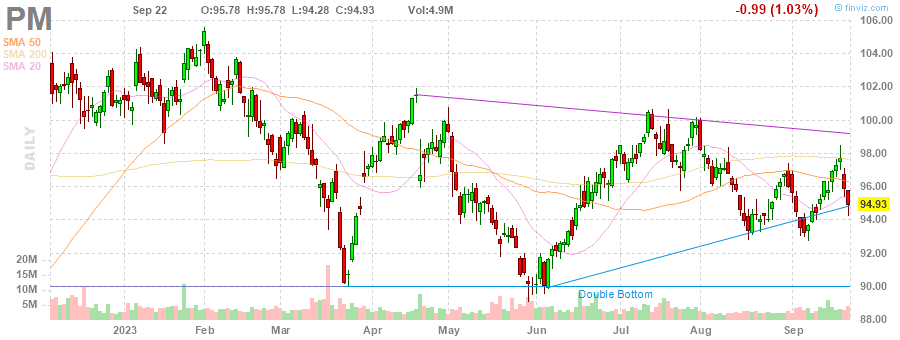 PM
Sep 22 O:95.78 H:95.78 L:94.28 C:94.93 Vol:4.9M -0.99 (1.03%)
© finviz.com
SMA 50
SMA 200
SMA 20
DAILY
106.00
104.00
102.00
100.00
98.00
96.00
94.93
94.00
92.00
90.00
88.00
20M
15M
10M
5M
Double Bottom
2023 Feb Mar Apr May Jun Jul Aug Sep